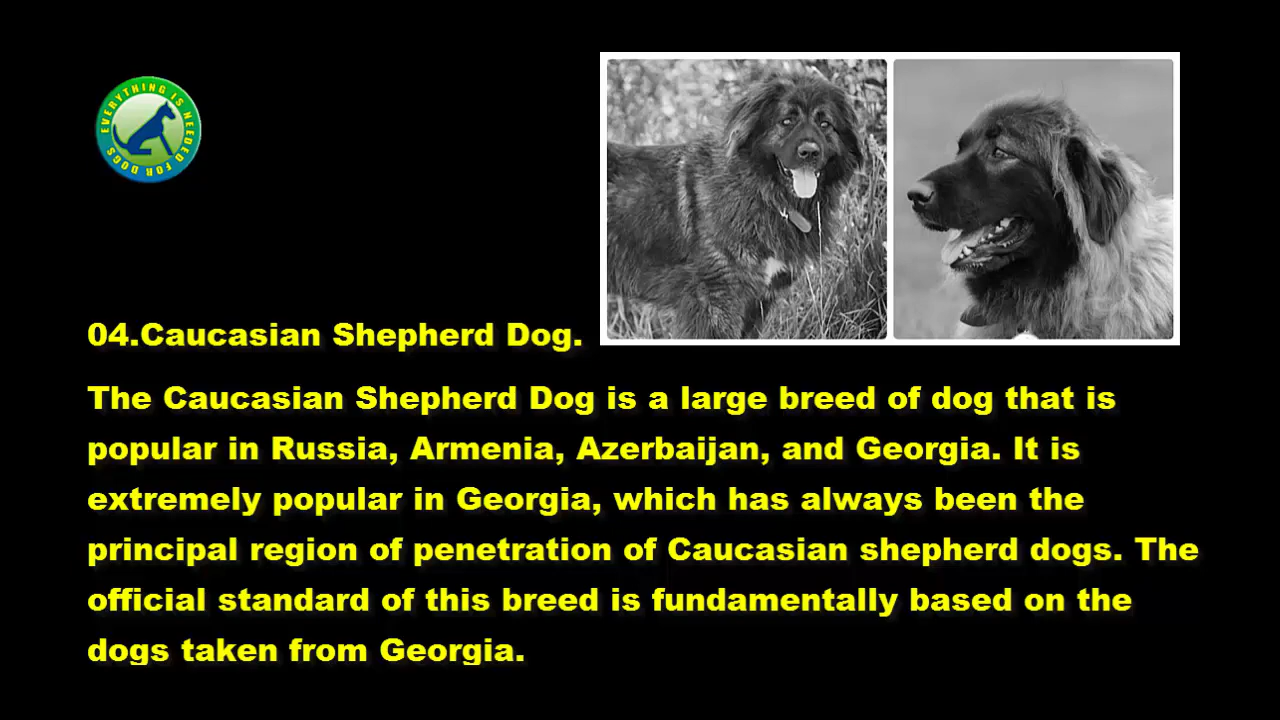 EVERYTHING IS NEEDED FOR DOGS
04.Caucasian Shepherd Dog.
The Caucasian Shepherd Dog is a large breed of dog that is
popular in Russia, Armenia, Azerbaijan, and Georgia. It is
extremely popular in Georgia, which has always been the
principal region of penetration of Caucasian shepherd dogs. The
official standard of this breed is fundamentally based on the
dogs taken from Georgia.